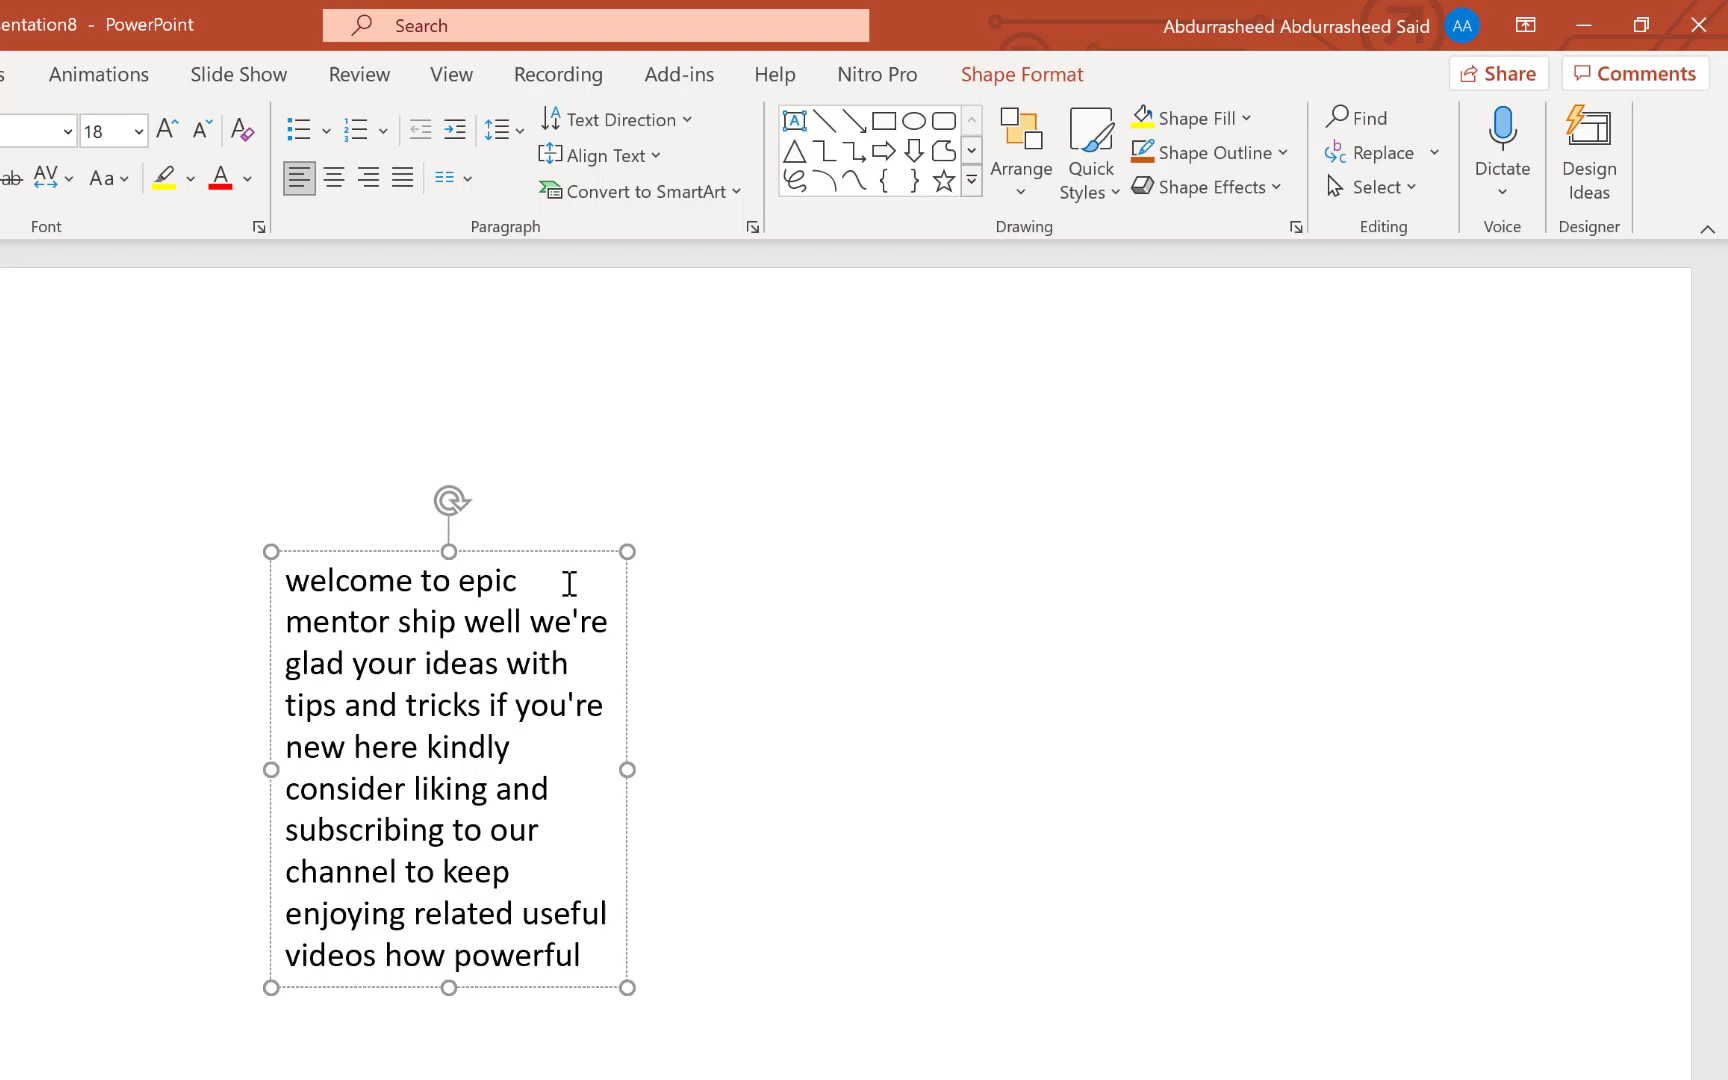 entation8 - PowerPoint
Search
Abdurrasheed Abdurrasheed Said
AA
s Animations Slide Show Review View Recording Add-ins Help Nitro Pro Shape Format
Share
Comments
18
A A A
ab AV Aa A
Font
Text Direction
Align Text
Convert to SmartArt
Paragraph
A
Arrange
Quick
Styles
Shape Fill
Shape Outline
Shape Effects
Drawing
Find
Replace
Select
Editing
Dictate
Voice
Design
Ideas
Designer
welcome to epic
mentor ship well we're
glad your ideas with
tips and tricks if you're
new here kindly
consider liking and
subscribing to our
channel to keep
enjoying related useful
videos how powerful